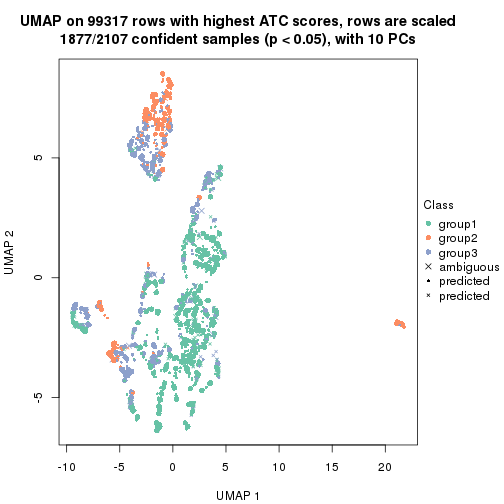 UMAP on 99317 rows with highest ATC scores, rows are scaled
1877/2107 confident samples (p < 0.05), with 10 PCs
5
0
-5
UMAP 2
-10
-5
0
5
10
15
20
UMAP 1
Class
group1
group2
group3
ambiguous
predicted
predicted